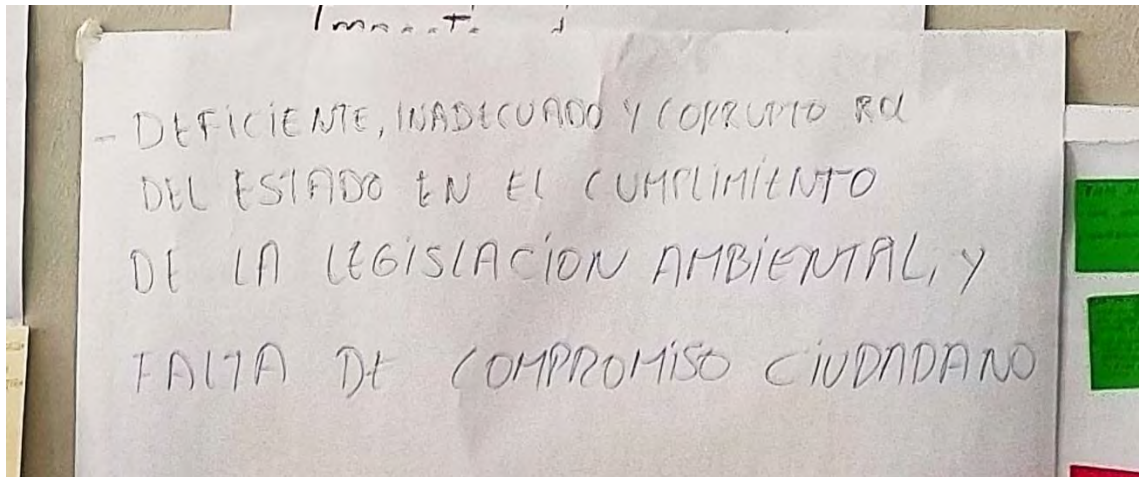 - DEFICIENTE, INADECUADO Y CORRUPTO ROL
DEL ESTADO EN EL CUMPLIMIENTO
DE LA LEGISLACION AMBIENTAL, Y
FALTA DE COMPROMISO CIUDADANO